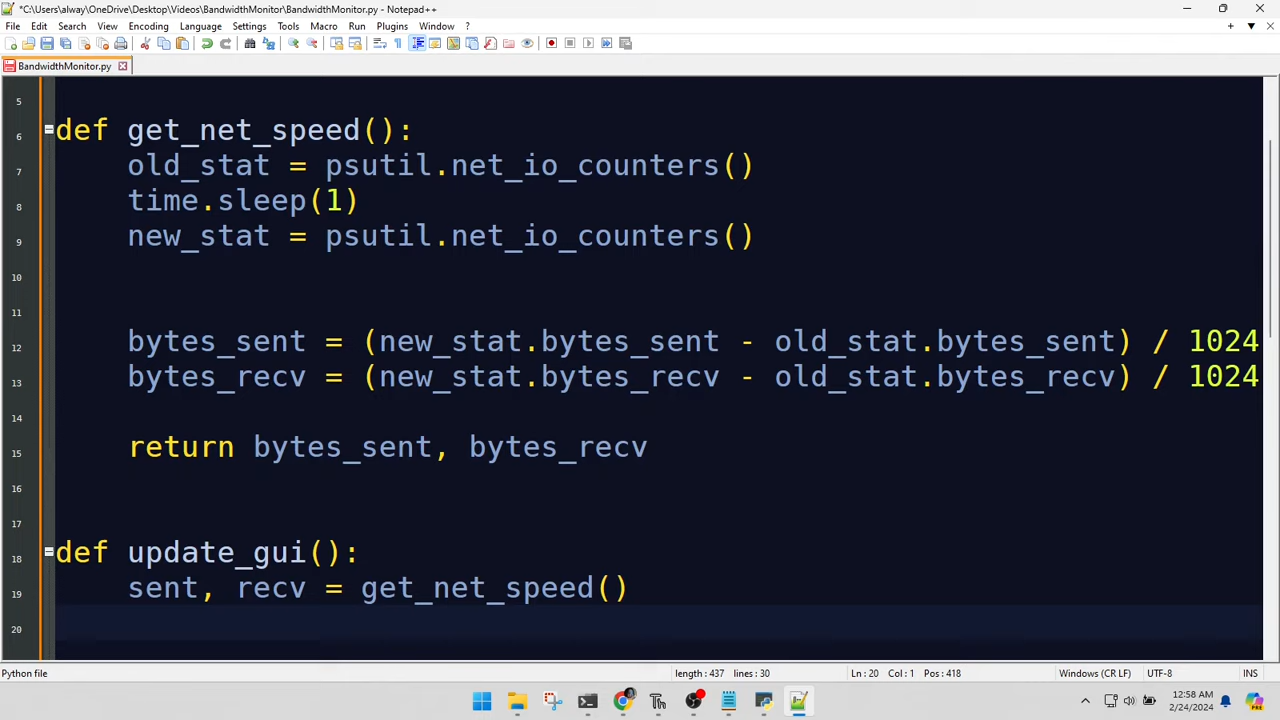 *C:\Users\alway\OneDrive\Desktop\Videos\BandwidthMonitor\BandwidthMonitor.py - Notepad++
File Edit Search View Encoding Language Settings Tools Macro Run Plugins Window ?
BandwidthMonitor.py
5
6 def get_net_speed():
7 old_stat = psutil.net_io_counters()
8 time.sleep(1)
9 new_stat = psutil.net_io_counters()
10
11
12 bytes_sent = (new_stat.bytes_sent - old_stat.bytes_sent) / 1024
13 bytes_recv = (new_stat.bytes_recv - old_stat.bytes_recv) / 1024
14
15 return bytes_sent, bytes_recv
16
17
18 def update_gui():
19 sent, recv = get_net_speed()
20
Python file length : 437 lines : 30 Ln : 20 Col : 1 Pos : 418 Windows (CR LF) UTF-8 INS
12:58 AM
2/24/2024